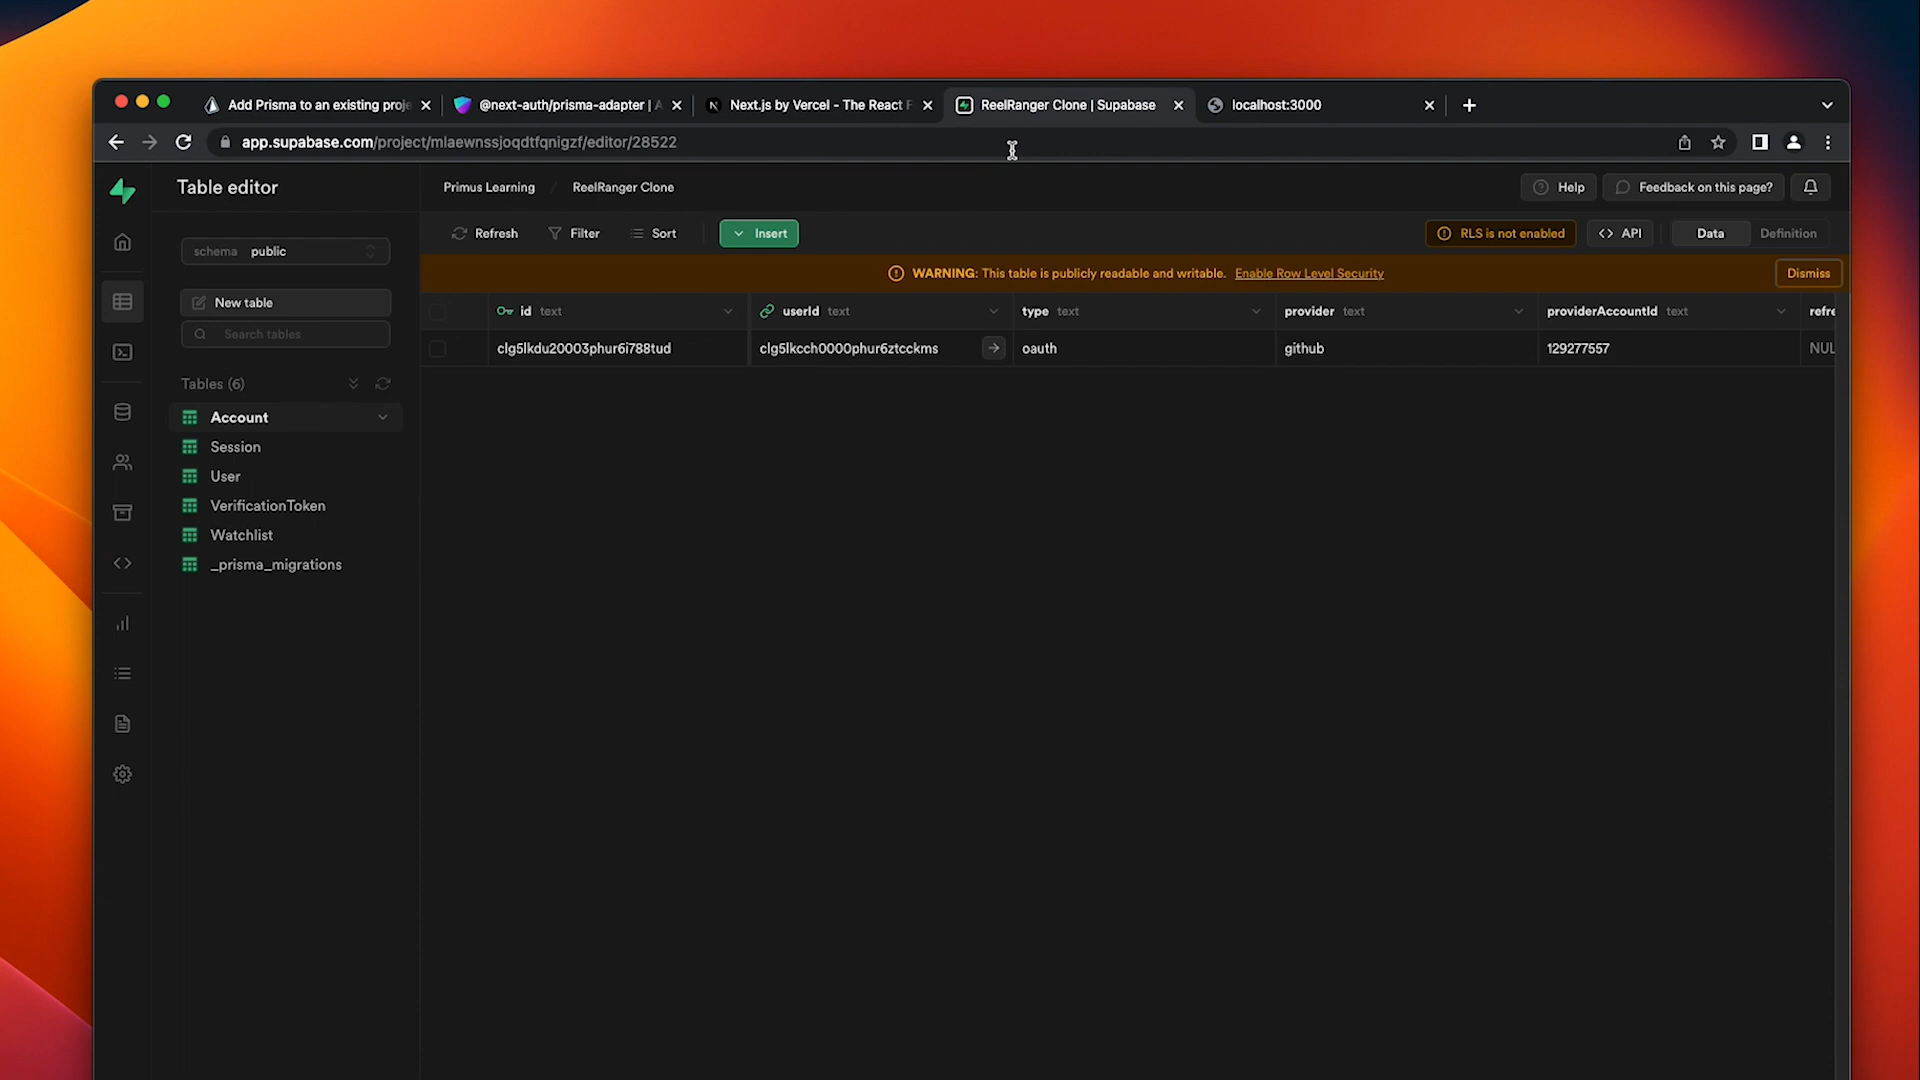 Add Prisma to an existing proje
@next-auth/prisma-adapter | A
Next.js by Vercel - The React F
ReelRanger Clone | Supabase
localhost:3000
app.supabase.com/project/mlaewnssjoqdtfqnigzf/editor/28522
Table editor
Primus Learning / ReelRanger Clone
Help
Feedback on this page?
schema public
Refresh
Filter
Sort
Insert
RLS is not enabled
<> API
Data
Definition
WARNING: This table is publicly readable and writable. Enable Row Level Security
Dismiss
New table
Search tables
id text
userId text
type text
provider text
providerAccountId text
refre
clg5lkdu20003phur6i788tud
clg5lkcch0000phur6ztcckms
oauth
github
129277557
NUL
Tables (6)
Account
Session
User
VerificationToken
Watchlist
_prisma_migrations